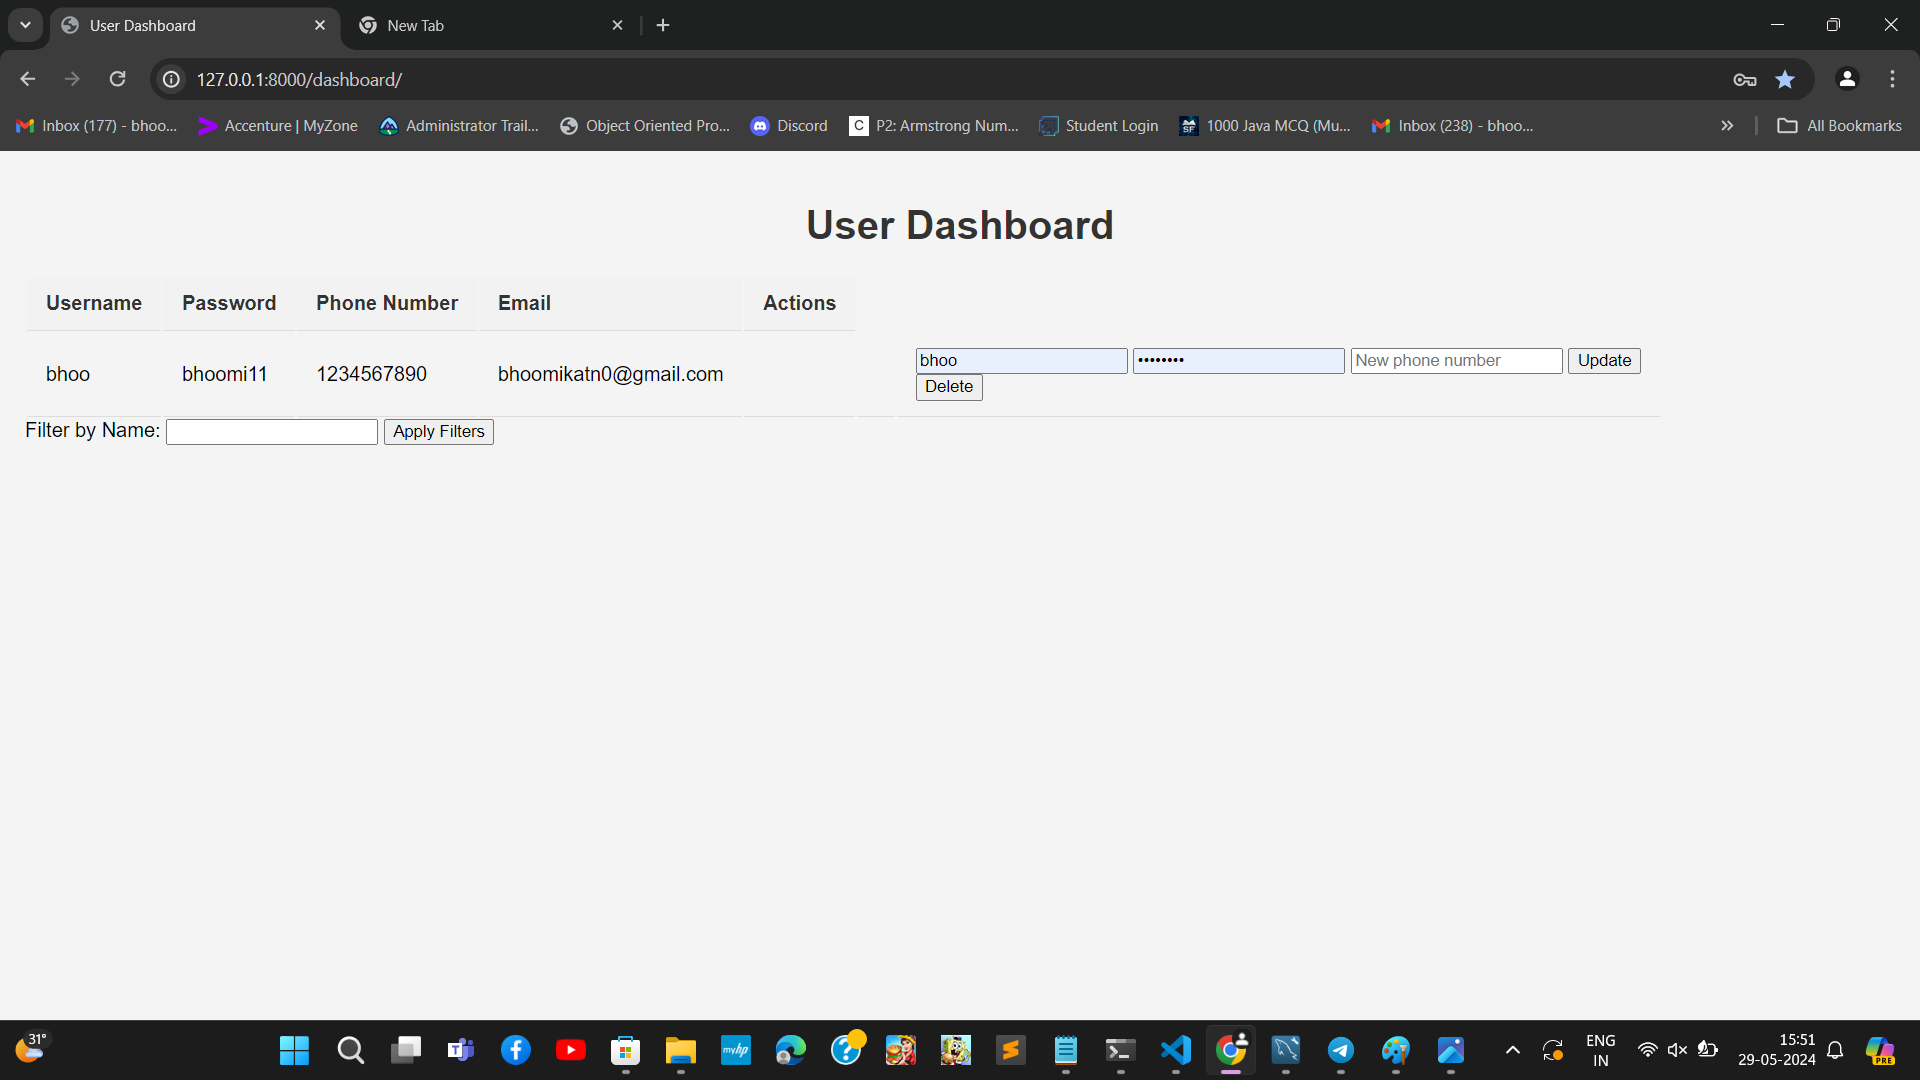 User Dashboard
New Tab
127.0.0.1:8000/dashboard/
Inbox (177) - bhoo...
Accenture | MyZone
Administrator Trail...
Object Oriented Pro...
Discord
C P2: Armstrong Num...
Student Login
1000 Java MCQ (Mu...
Inbox (238) - bhoo...
All Bookmarks
User Dashboard
Username Password Phone Number Email Actions
bhoo bhoomi11 1234567890 bhoomikatn0@gmail.com
bhoo •••••••• New phone number Update
Delete
Filter by Name: Apply Filters
31°
myhp
ENG
IN
15:51
29-05-2024
PRE